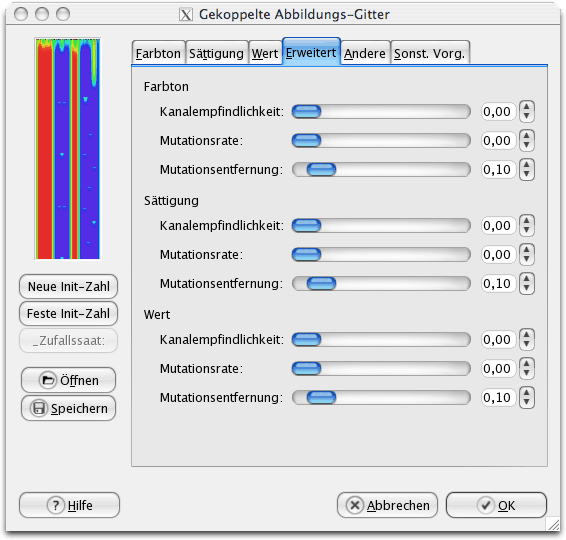 Gekoppelte Abbildungs-Gitter
Farbton Sättigung Wert Erweitert Andere Sonst. Vorg.
Farbton
Kanalempfindlichkeit: 0,00
Mutationsrate: 0,00
Mutationsentfernung: 0,10
Sättigung
Kanalempfindlichkeit: 0,00
Mutationsrate: 0,00
Mutationsentfernung: 0,10
Wert
Kanalempfindlichkeit: 0,00
Mutationsrate: 0,00
Mutationsentfernung: 0,10
Neue Init-Zahl
Feste Init-Zahl
_Zufallssaat:
Öffnen
Speichern
Hilfe Abbrechen OK